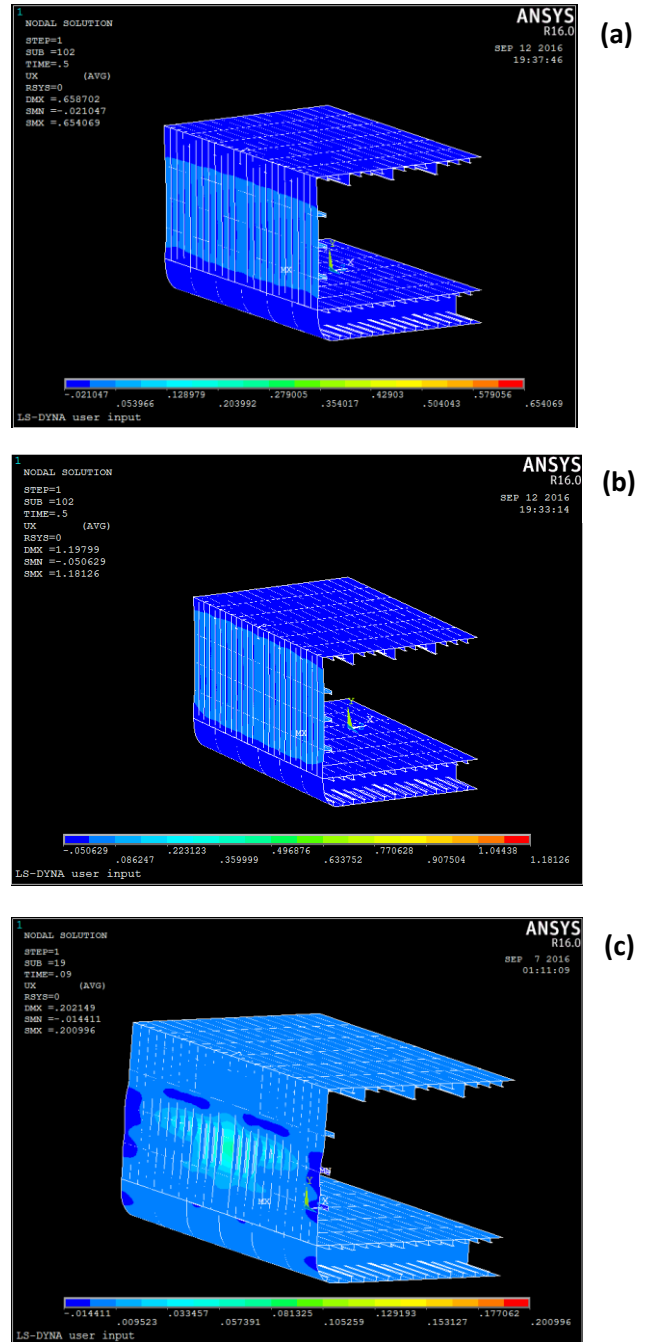 1
NODAL SOLUTION
STEP=1
SUB =102
TIME=.5
UX (AVG)
RSYS=0
DMX =.658702
SMN =-.021047
SMX =.654069
ANSYS
R16.0
SEP 12 2016
19:37:46
(a)
MX
Y
X
-.021047 .128979 .279005 .42903 .579056
.053966 .203992 .354017 .504043 .654069
LS-DYNA user input
1
NODAL SOLUTION
STEP=1
SUB =102
TIME=.5
UX (AVG)
RSYS=0
DMX =1.19799
SMN =-.050629
SMX =1.18126
ANSYS
R16.0
SEP 12 2016
19:33:14
(b)
MX
Y
X
-.050629 .223123 .496876 .770628 1.04438
.086247 .359999 .633752 .907504 1.18126
LS-DYNA user input
1
NODAL SOLUTION
STEP=1
SUB =19
TIME=.09
UX (AVG)
RSYS=0
DMX =.202149
SMN =-.014411
SMX =.200996
ANSYS
R16.0
SEP 7 2016
01:11:09
(c)
MN
Y
MX
X
-.014411 .033457 .081325 .129193 .177062
.009523 .057391 .105259 .153127 .200996
LS-DYNA user input